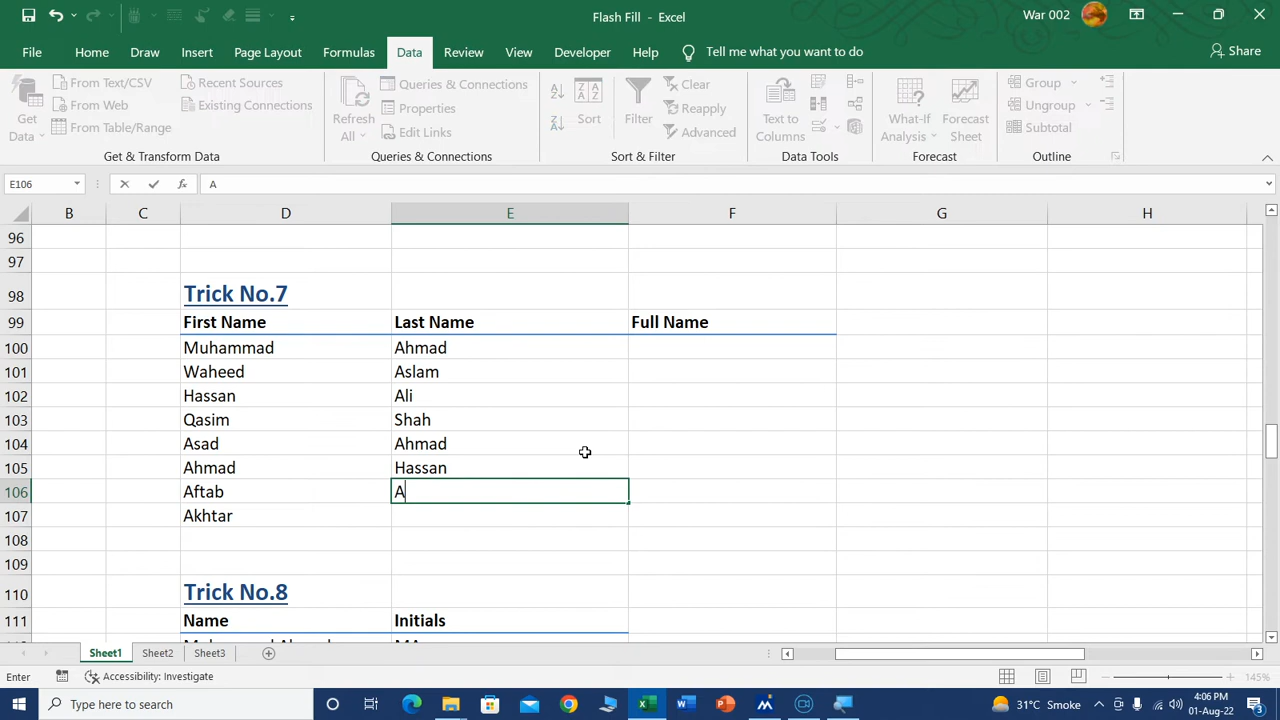 Flash Fill - Excel
War 002
File Home Draw Insert Page Layout Formulas Data Review View Developer Help Tell me what you want to do Share
Get Data
From Text/CSV
From Web
From Table/Range
Recent Sources
Existing Connections
Get & Transform Data
Refresh All
Queries & Connections
Properties
Edit Links
Queries & Connections
Sort
Filter
Clear
Reapply
Advanced
Sort & Filter
Text to Columns
Data Tools
What-If Analysis
Forecast Sheet
Forecast
Group
Ungroup
Subtotal
Outline
E106 fx A
B C D E F G H
96
97
98 Trick No.7
99 First Name Last Name Full Name
100 Muhammad Ahmad
101 Waheed Aslam
102 Hassan Ali
103 Qasim Shah
104 Asad Ahmad
105 Ahmad Hassan
106 Aftab A
107 Akhtar
108
109
110 Trick No.8
111 Name Initials
Sheet1 Sheet2 Sheet3
Enter Accessibility: Investigate 145%
Type here to search
31°C Smoke
4:06 PM
01-Aug-22